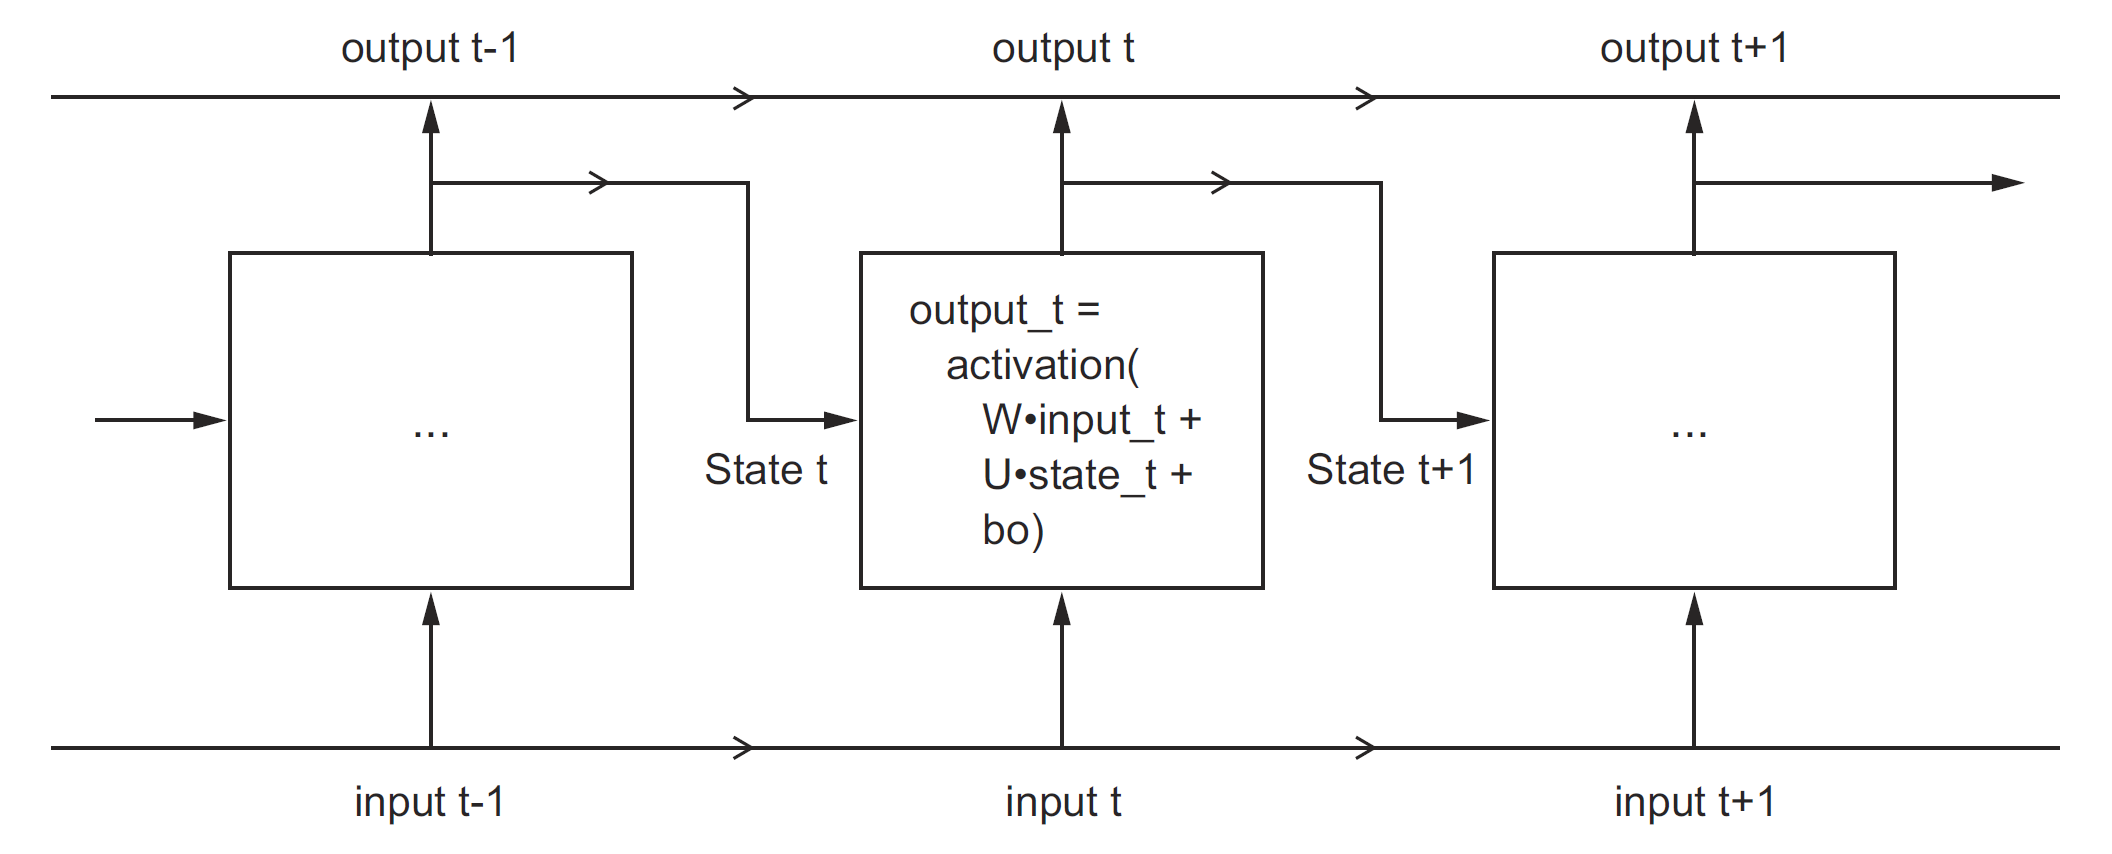 output t-1
output t
output t+1
output_t =
activation(
W•input_t +
U•state_t +
bo)
...
...
State t
State t+1
input t-1
input t
input t+1